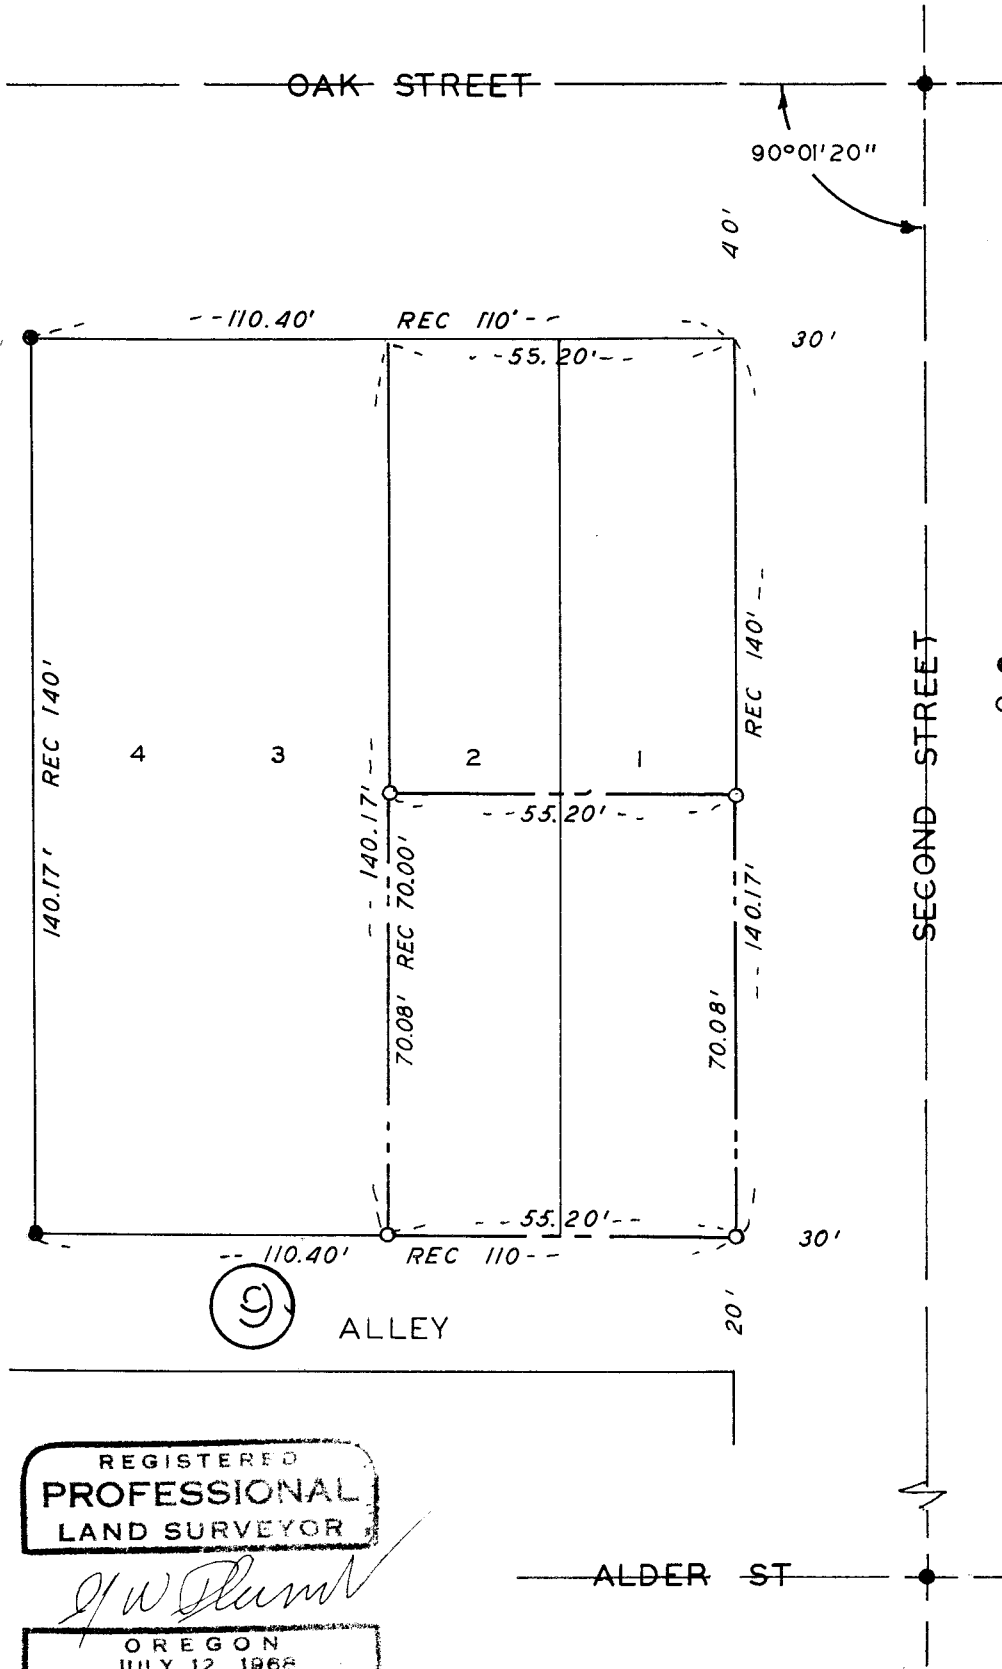 OAK STREET
90°01'20"
40'
110.40' REC 110'
30'
55.20'
REC 140'
REC 140'
4 3 2 1
55.20'
140.17'
140.17'
REC 70.00'
140.17'
70.08'
70.08'
SECOND STREET
55.20'
30'
110.40' REC 110
9
ALLEY
20'
REGISTERED
PROFESSIONAL
LAND SURVEYOR
ALDER ST
OREGON
JULY 12 1968